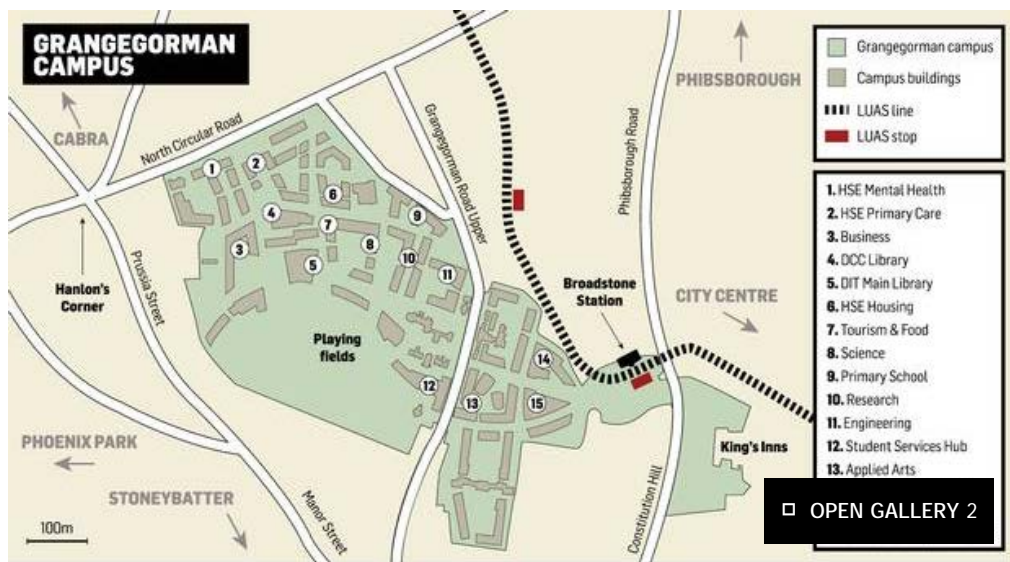 GRANGEGORMAN
CAMPUS
CABRA
North Circular Road
Grangegorman Road Upper
PHIBSBOROUGH
Phibsborough Road
Hanlon's
Corner
Prussia Street
Playing
fields
Broadstone
Station
CITY CENTRE
King's Inns
PHOENIX PARK
STONEYBATTER
Manor Street
Constitution Hill
100m
1
2
3
4
5
6
7
8
9
10
11
12
13
14
15
Grangegorman campus
Campus buildings
LUAS line
LUAS stop
1. HSE Mental Health
2. HSE Primary Care
3. Business
4. DCC Library
5. DIT Main Library
6. HSE Housing
7. Tourism & Food
8. Science
9. Primary School
10. Research
11. Engineering
12. Student Services Hub
13. Applied Arts
OPEN GALLERY 2